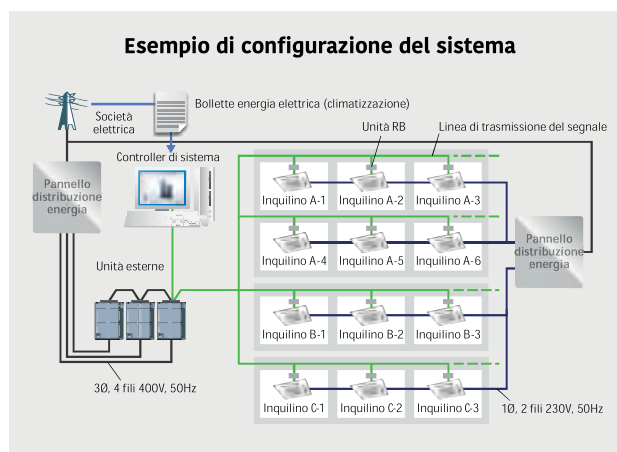 Esempio di configurazione del sistema
Bollette energia elettrica (climatizzazione)
Società
elettrica
Unità RB
Linea di trasmissione del segnale
Controller di sistema
Pannello
distribuzione
energia
Inquilino A-1
Inquilino A-2
Inquilino A-3
Pannello
distribuzione
energia
Inquilino A-4
Inquilino A-5
Inquilino A-6
Unità esterne
Inquilino B-1
Inquilino B-2
Inquilino B-3
3Ø, 4 fili 400V, 50Hz
Inquilino C-1
Inquilino C-2
Inquilino C-3
1Ø, 2 fili 230V, 50Hz